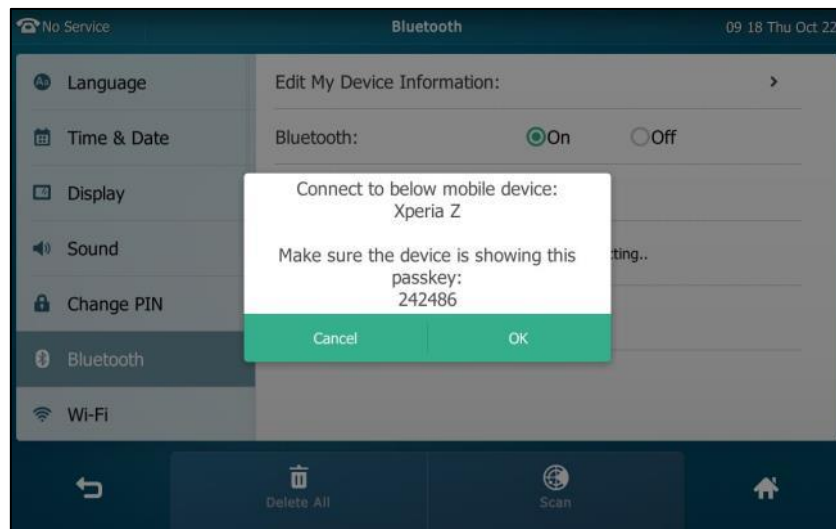 No Service
Bluetooth
09 18 Thu Oct 22
Language
Edit My Device Information:
Time & Date
Bluetooth:
On
Off
Display
Connect to below mobile device:
Xperia Z
Sound
Make sure the device is showing this
passkey:
242486
Change PIN
Cancel
OK
Bluetooth
Wi-Fi
Delete All
Scan